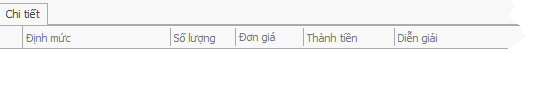 Chi tiết
Định mức Số lượng Đơn giá Thành tiền Diễn giải